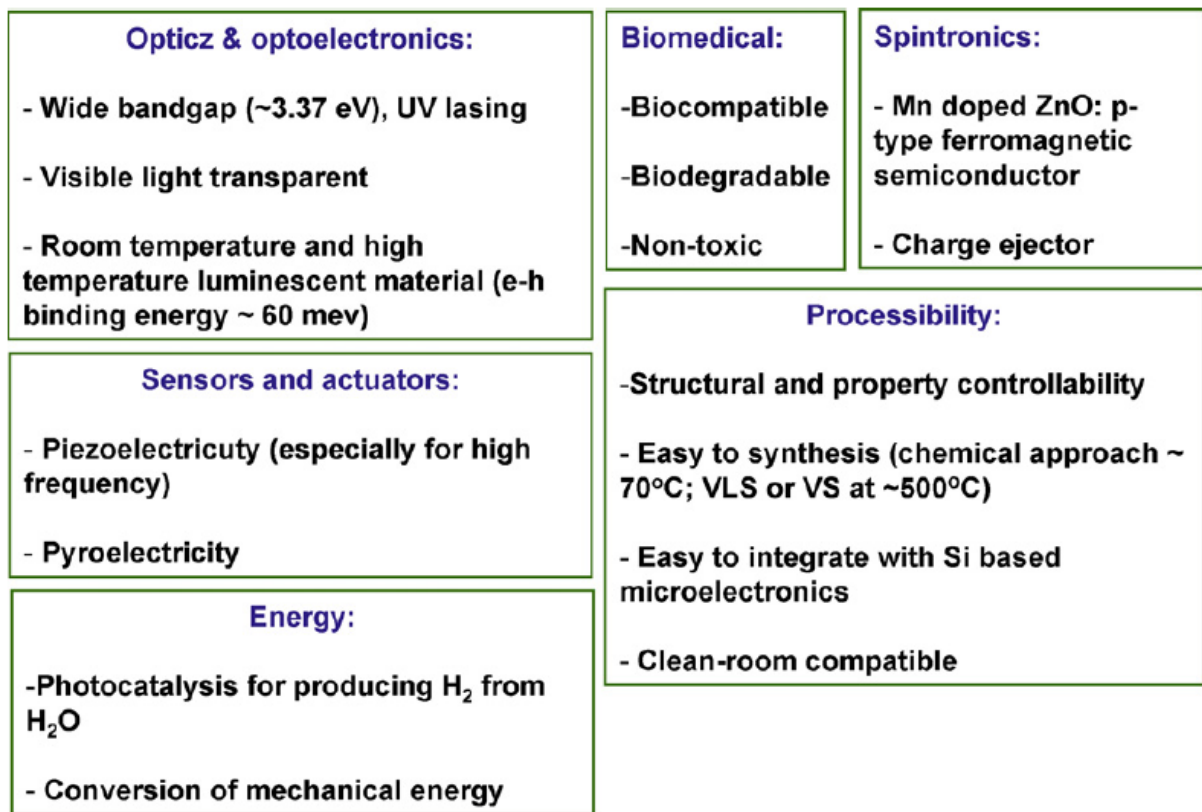 Opticz & optoelectronics:
- Wide bandgap (~3.37 eV), UV lasing
- Visible light transparent
- Room temperature and high
temperature luminescent material (e-h
binding energy ~ 60 mev)
Biomedical:
-Biocompatible
-Biodegradable
-Non-toxic
Spintronics:
- Mn doped ZnO: p-
type ferromagnetic
semiconductor
- Charge ejector
Sensors and actuators:
- Piezoelectricuty (especially for high
frequency)
- Pyroelectricity
Processibility:
-Structural and property controllability
- Easy to synthesis (chemical approach ~
70°C; VLS or VS at ~500°C)
- Easy to integrate with Si based
microelectronics
- Clean-room compatible
Energy:
-Photocatalysis for producing H₂ from
H₂O
- Conversion of mechanical energy